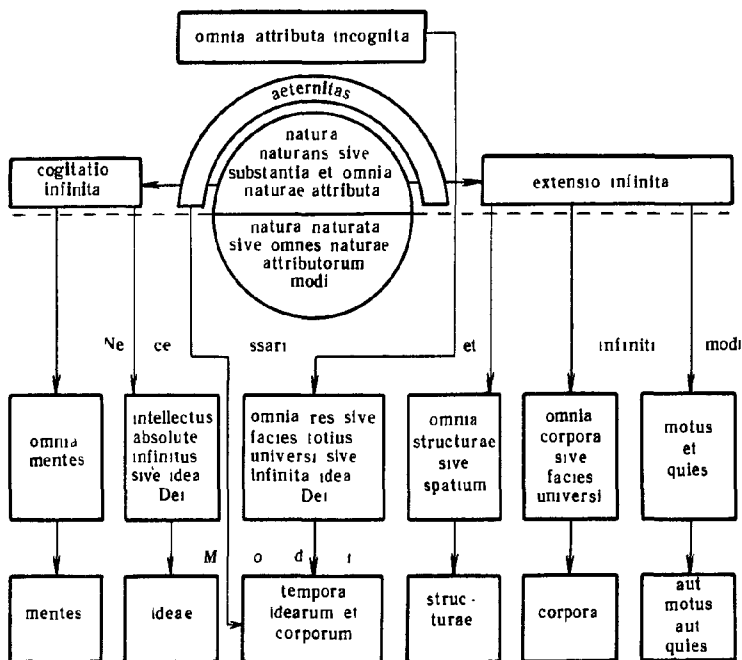 omnia attributa incognita
aeternitas
natura
naturans sive
substantia et omnia
naturae attributa
cogitatio
infinita
extensio infinita
natura naturata
sive omnes naturae
attributorum
modi
Ne ce ssari et infiniti modi
omnia
mentes
intellectus
absolute
infinitus
sive idea
Dei
omnia res sive
facies totius
universi sive
infinita idea
Dei
omnia
structurae
sive
spatium
omnia
corpora
sive
facies
universi
motus
et
quies
M o d i
mentes
ideae
tempora
idearum et
corporum
struc-
turae
corpora
aut
motus
aut
quies